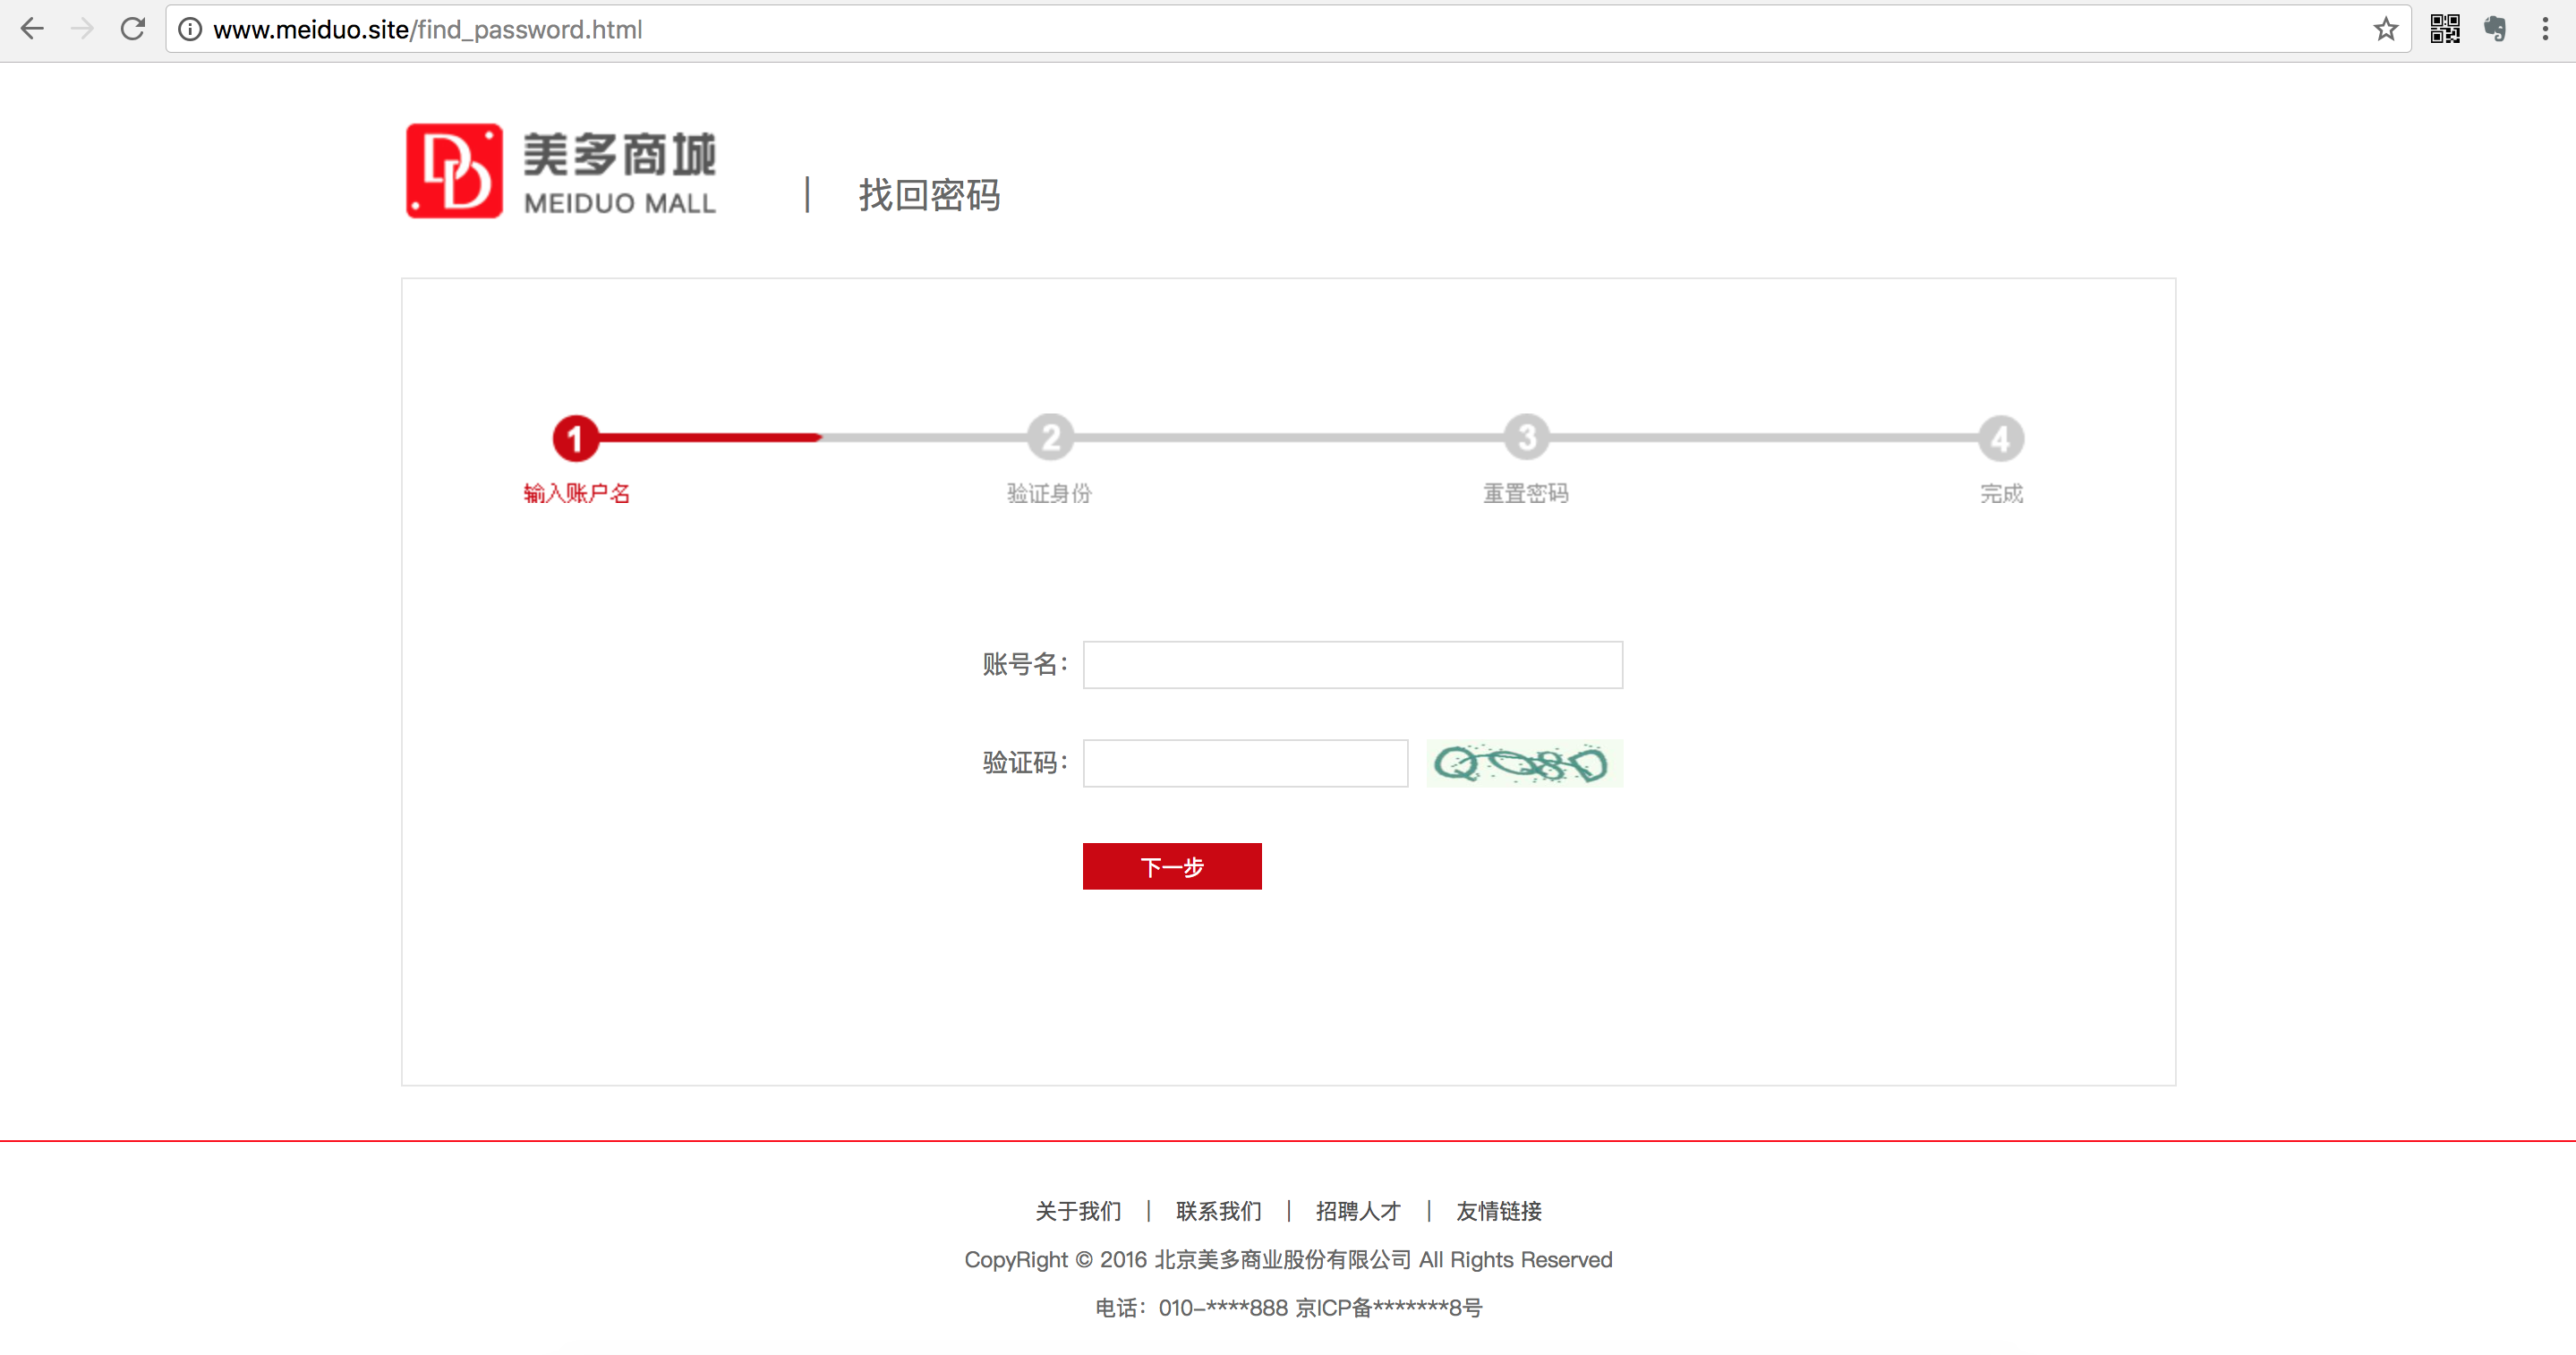 www.meiduo.site/find_password.html
美多商城
MEIDUO MALL
| 找回密码
1 2 3 4
输入账户名 验证身份 重置密码 完成
账号名：
验证码：
下一步
关于我们 | 联系我们 | 招聘人才 | 友情链接
CopyRight © 2016 北京美多商业股份有限公司 All Rights Reserved
电话：010-****888 京ICP备*******8号